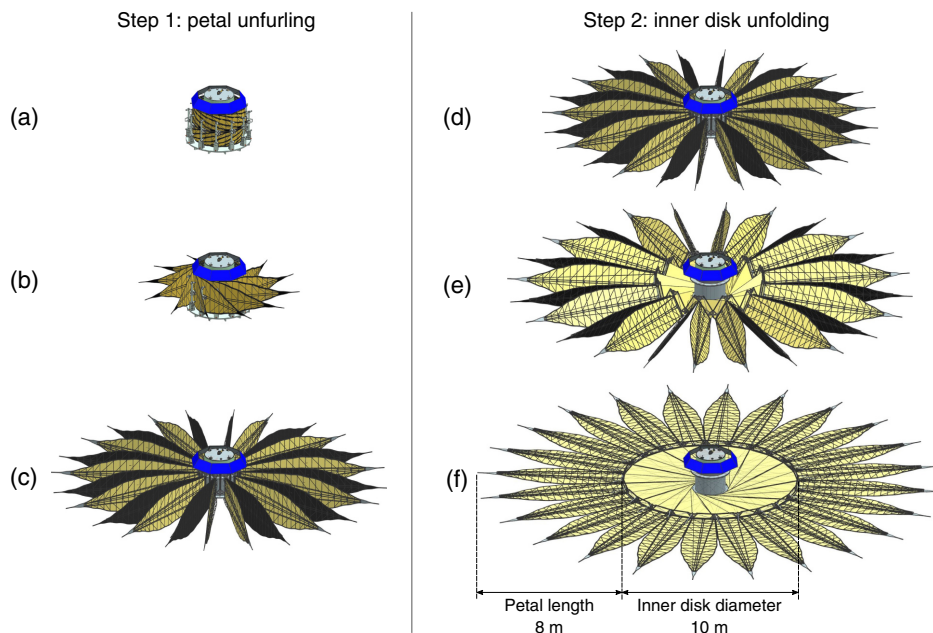 Step 1: petal unfurling
Step 2: inner disk unfolding
(a)
(b)
(c)
(d)
(e)
(f)
Petal length
8 m
Inner disk diameter
10 m